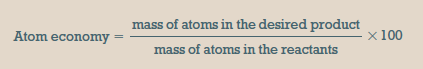 Atom economy = mass of atoms in the desired product / mass of atoms in the reactants × 100